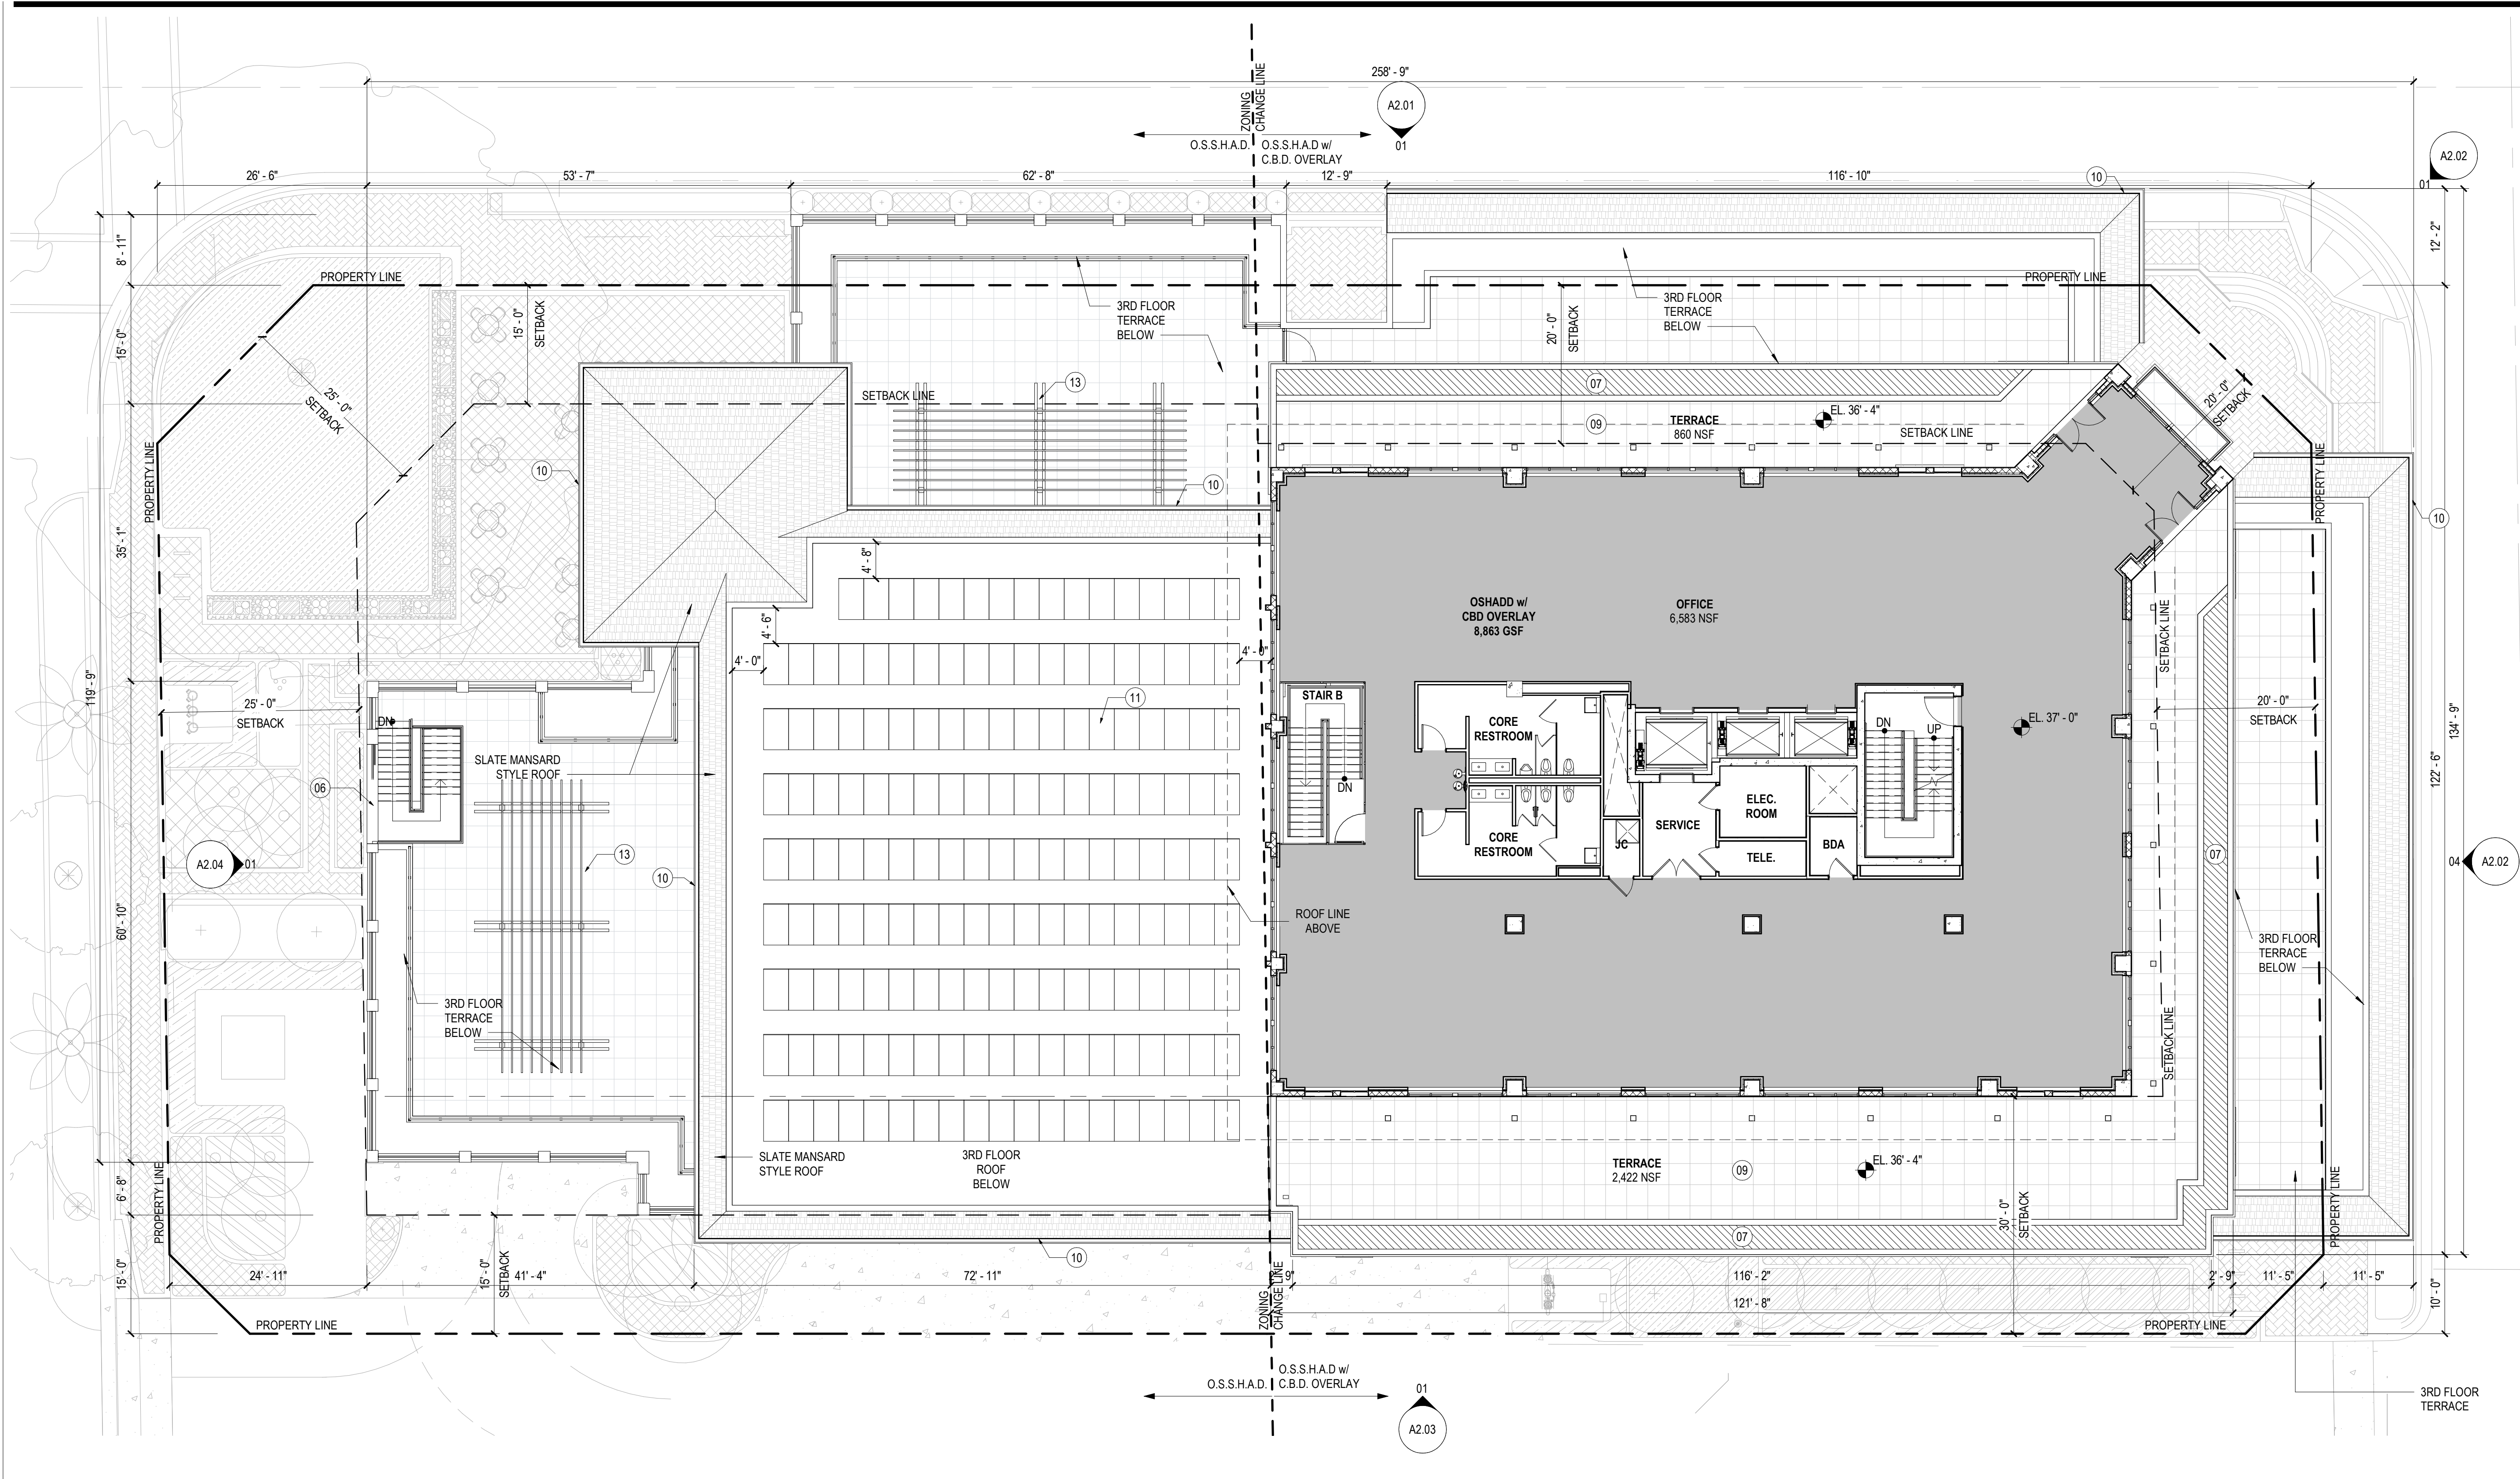 258' - 9"
A2.01
01
ZONING
CHANGE LINE
O.S.S.H.A.D.
O.S.S.H.A.D w/
C.B.D. OVERLAY
A2.02
01
26' - 6"
53' - 7"
62' - 8"
12' - 9"
116' - 10"
10
8' - 11"
12' - 2"
PROPERTY LINE
PROPERTY LINE
15' - 0"
SETBACK
3RD FLOOR
TERRACE
BELOW
3RD FLOOR
TERRACE
BELOW
20' - 0"
SETBACK
15' - 0"
25' - 0"
SETBACK
13
SETBACK LINE
07
09
TERRACE
860 NSF
EL. 36' - 4"
SETBACK LINE
20' - 0"
SETBACK
PROPERTY LINE
PROPERTY LINE
10
10
10
35' - 1"
4' - 8"
4' - 6"
4' - 0"
4' - 0"
OSHADD w/
CBD OVERLAY
8,863 GSF
OFFICE
6,583 NSF
SETBACK LINE
119' - 9"
25' - 0"
SETBACK
DN
11
STAIR B
DN
CORE
RESTROOM
DN
UP
EL. 37' - 0"
20' - 0"
SETBACK
134' - 9"
122' - 6"
SLATE MANSARD
STYLE ROOF
06
ELEC.
ROOM
SERVICE
CORE
RESTROOM
JC
TELE.
BDA
A2.04
01
13
10
07
04
A2.02
60' - 10"
ROOF LINE
ABOVE
3RD FLOOR
TERRACE
BELOW
3RD FLOOR
TERRACE
BELOW
SETBACK LINE
SLATE MANSARD
STYLE ROOF
3RD FLOOR
ROOF
BELOW
TERRACE
2,422 NSF
09
EL. 36' - 4"
6' - 8"
PROPERTY LINE
PROPERTY LINE
30' - 0"
SETBACK
10
07
15' - 0"
24' - 11"
41' - 4"
15' - 0"
SETBACK
72' - 11"
116' - 2"
2' - 9"
11' - 5"
11' - 5"
121' - 8"
10' - 0"
ZONING
CHANGE LINE
PROPERTY LINE
PROPERTY LINE
O.S.S.H.A.D.
O.S.S.H.A.D w/
C.B.D. OVERLAY
01
A2.03
3RD FLOOR
TERRACE